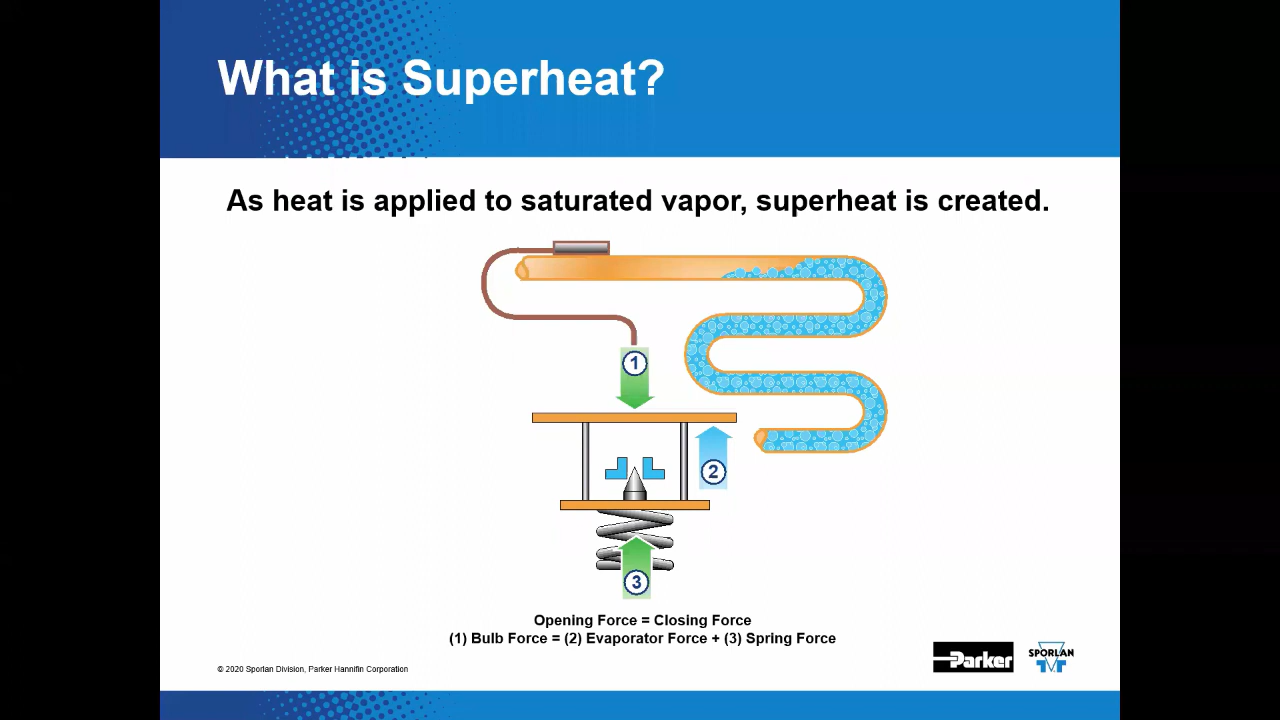 What is Superheat?
As heat is applied to saturated vapor, superheat is created.
1
2
3
Opening Force = Closing Force
(1) Bulb Force = (2) Evaporator Force + (3) Spring Force
© 2020 Sporlan Division, Parker Hannifin Corporation
Parker
SPORLAN